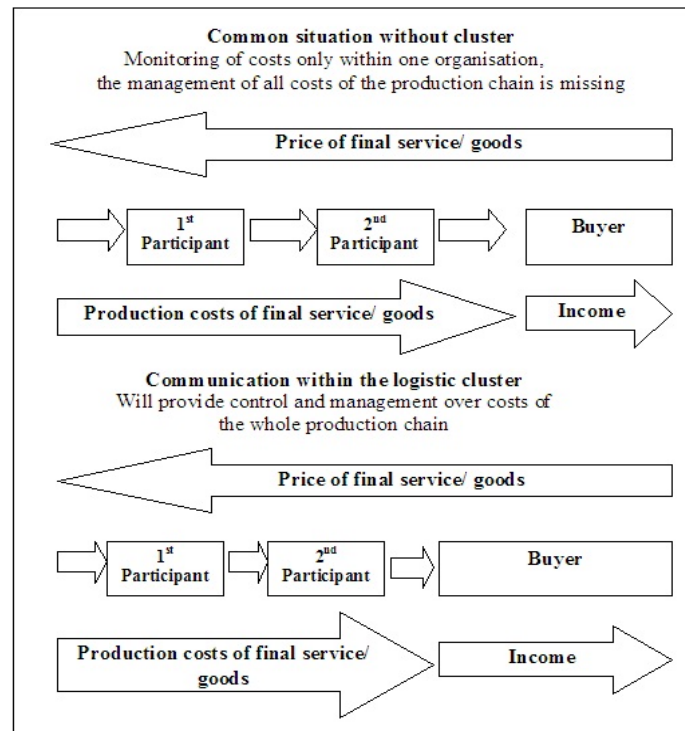 Common situation without cluster
Monitoring of costs only within one organisation,
the management of all costs of the production chain is missing
Price of final service/ goods
1st
Participant
2nd
Participant
Buyer
Production costs of final service/ goods
Income
Communication within the logistic cluster
Will provide control and management over costs of
the whole production chain
Price of final service/ goods
1st
Participant
2nd
Participant
Buyer
Production costs of final service/
goods
Income